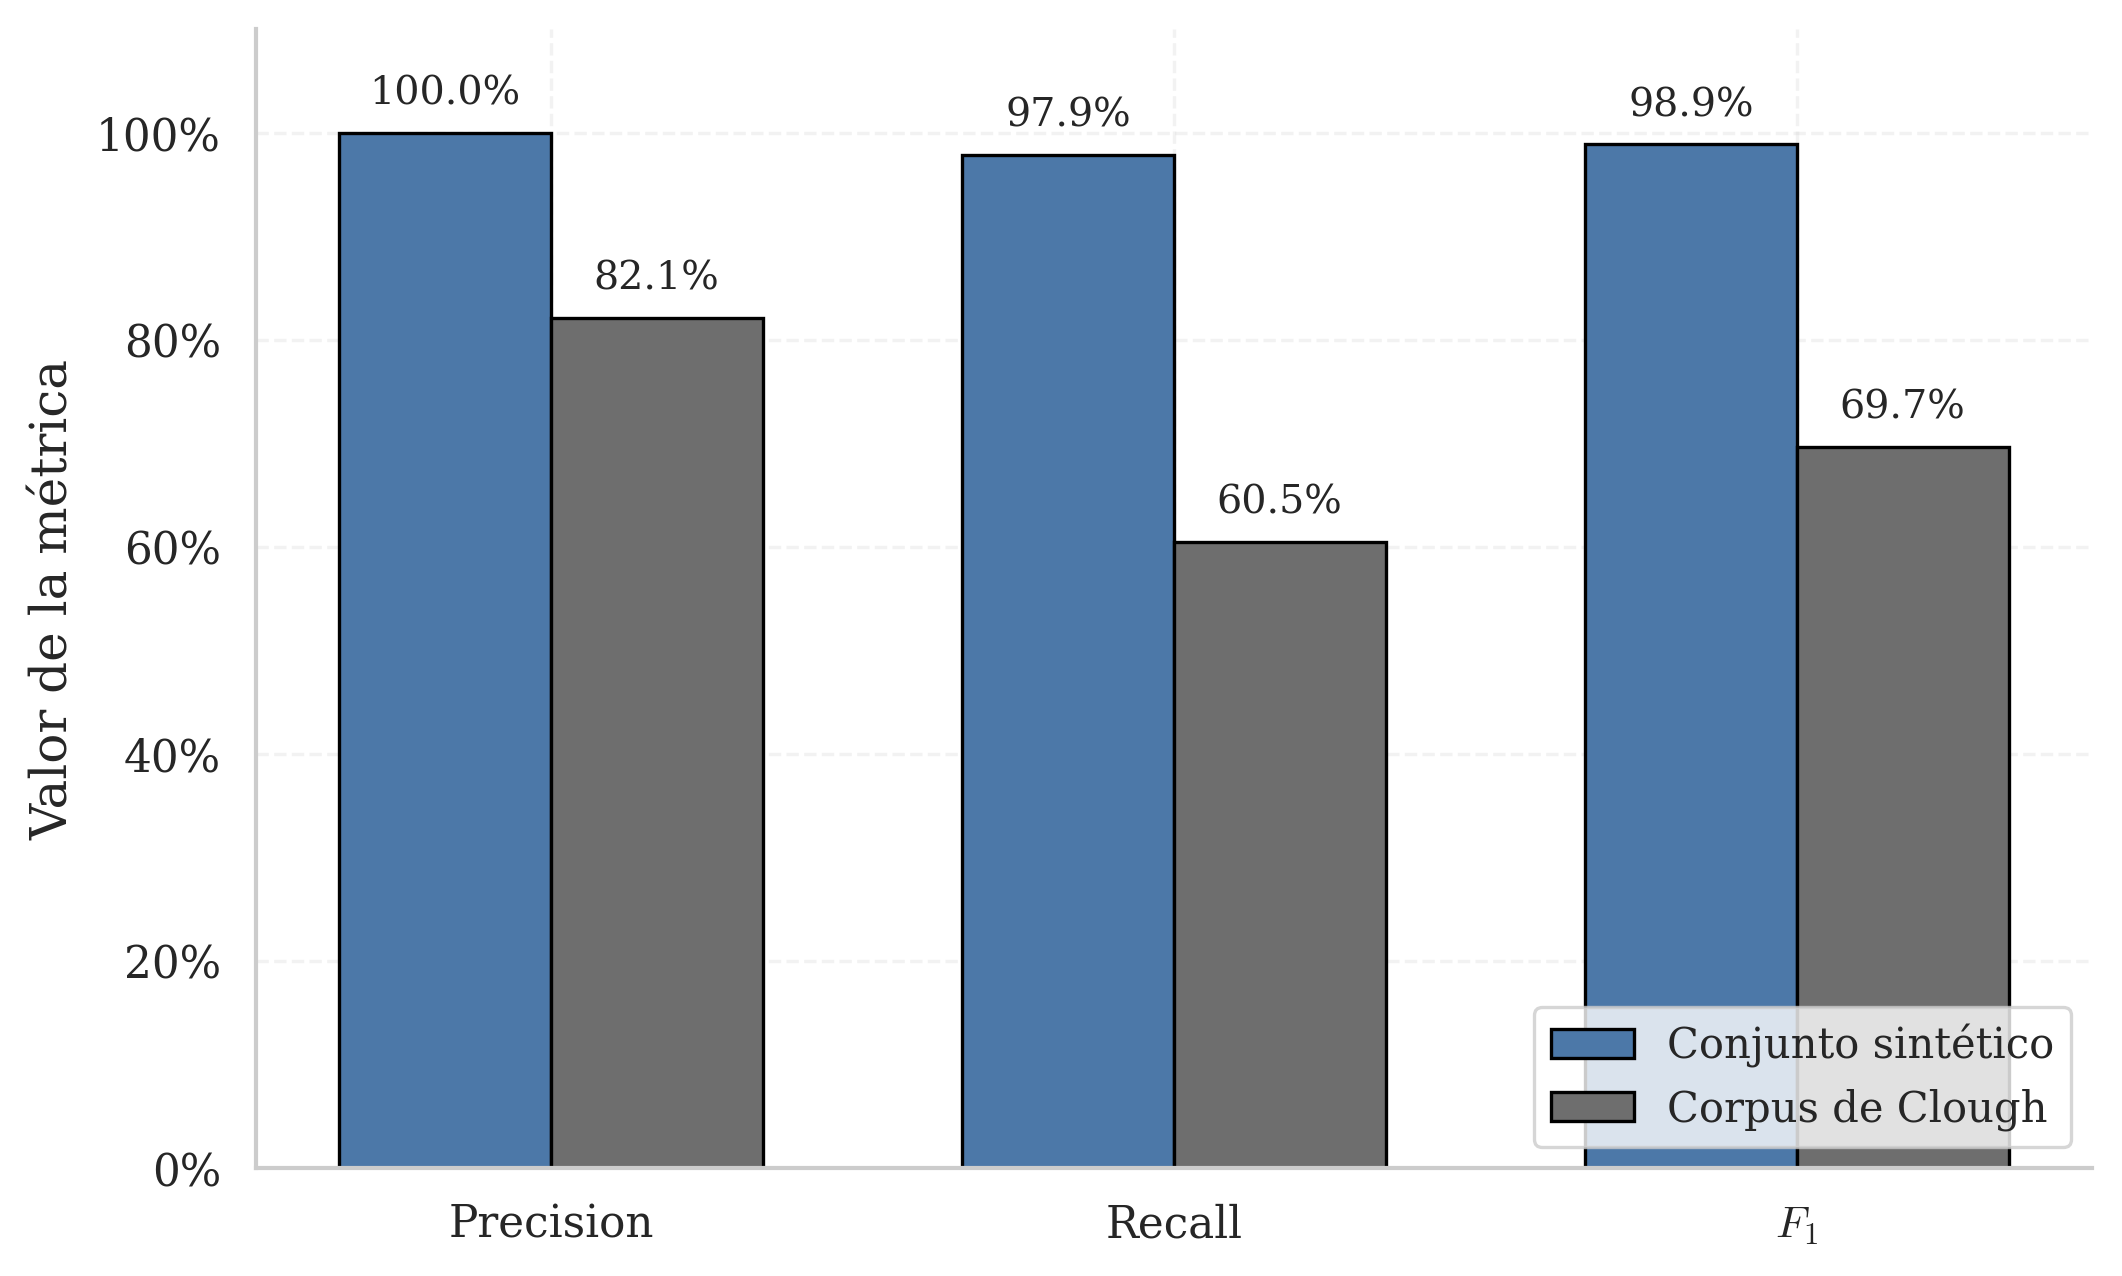 Valor de la métrica
100%
80%
60%
40%
20%
0%
100.0%
82.1%
97.9%
60.5%
98.9%
69.7%
Precision
Recall
F1
Conjunto sintético
Corpus de Clough